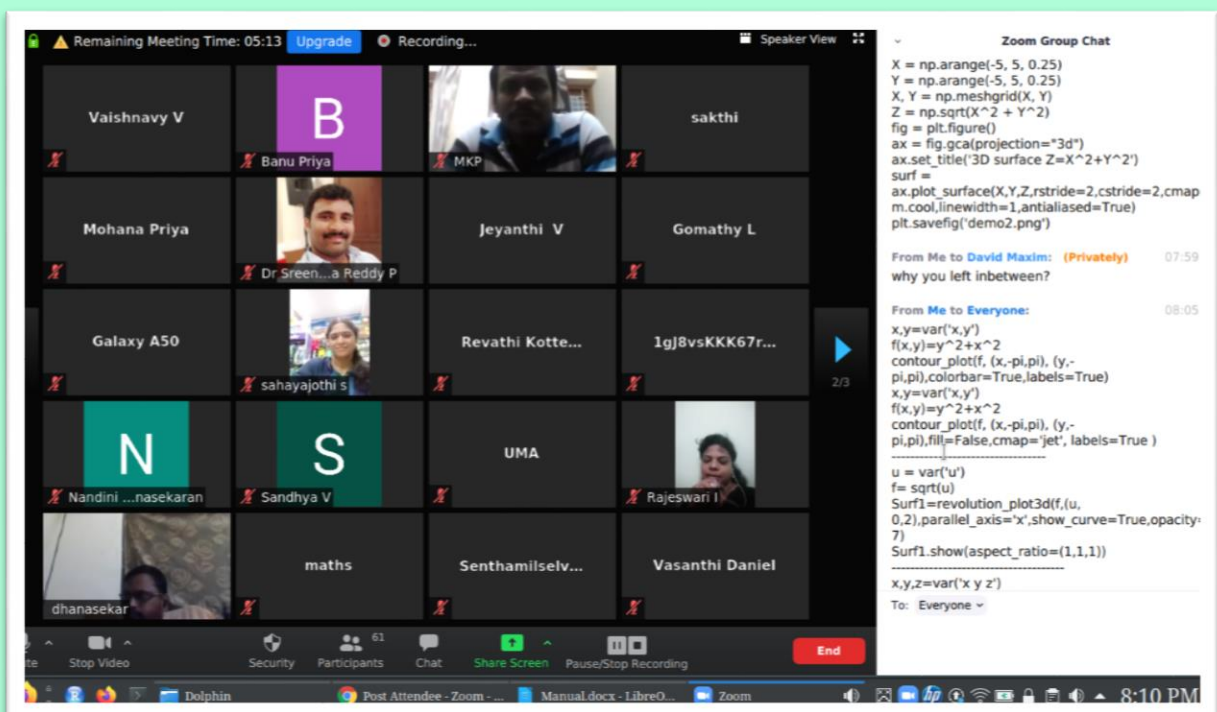 Remaining Meeting Time: 05:13 Upgrade Recording...
Speaker View
Vaishnavy V
B
Banu Priya
MKP
sakthi
Mohana Priya
Dr Sreen...a Reddy P
Jeyanthi V
Gomathy L
Galaxy A50
sahayajothi s
Revathi Kotte...
1gJ8vsKKK67r...
2/3
N
Nandini ...nasekaran
S
Sandhya V
UMA
Rajeswari I
dhanasekar
maths
Senthamilselv...
Vasanthi Daniel
Stop Video
Security
Participants 61
Chat
Share Screen
Pause/Stop Recording
End
Zoom Group Chat
X = np.arange(-5, 5, 0.25)
Y = np.arange(-5, 5, 0.25)
X, Y = np.meshgrid(X, Y)
Z = np.sqrt(X^2 + Y^2)
fig = plt.figure()
ax = fig.gca(projection="3d")
ax.set_title('3D surface Z=X^2+Y^2')
surf =
ax.plot_surface(X,Y,Z,rstride=2,cstride=2,cmap
m.cool,linewidth=1,antialiased=True)
plt.savefig('demo2.png')
From Me to David Maxim: (Privately) 07:59
why you left inbetween?
From Me to Everyone: 08:05
x,y=var('x,y')
f(x,y)=y^2+x^2
contour_plot(f, (x,-pi,pi), (y,-
pi,pi),colorbar=True,labels=True)
x,y=var('x,y')
f(x,y)=y^2+x^2
contour_plot(f, (x,-pi,pi), (y,-
pi,pi),fill=False,cmap='jet', labels=True )
---------------------------------
u = var('u')
f= sqrt(u)
Surf1=revolution_plot3d(f,(u,
0,2),parallel_axis='x',show_curve=True,opacity=
7)
Surf1.show(aspect_ratio=(1,1,1))
-------------------------------------
x,y,z=var('x y z')
To: Everyone
Dolphin
Post Attendee - Zoom - ...
Manual.docx - LibreO...
Zoom
hp
8:10 PM